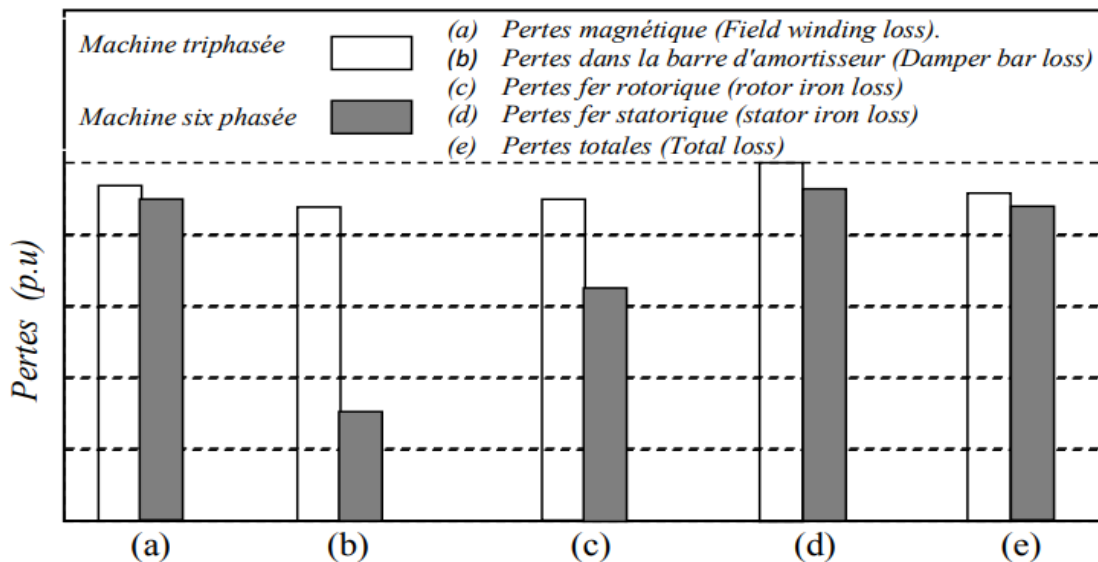 Machine triphasée
Machine six phasée
(a) Pertes magnétique (Field winding loss).
(b) Pertes dans la barre d'amortisseur (Damper bar loss)
(c) Pertes fer rotorique (rotor iron loss)
(d) Pertes fer statorique (stator iron loss)
(e) Pertes totales (Total loss)
Pertes (p.u)
(a) (b) (c) (d) (e)